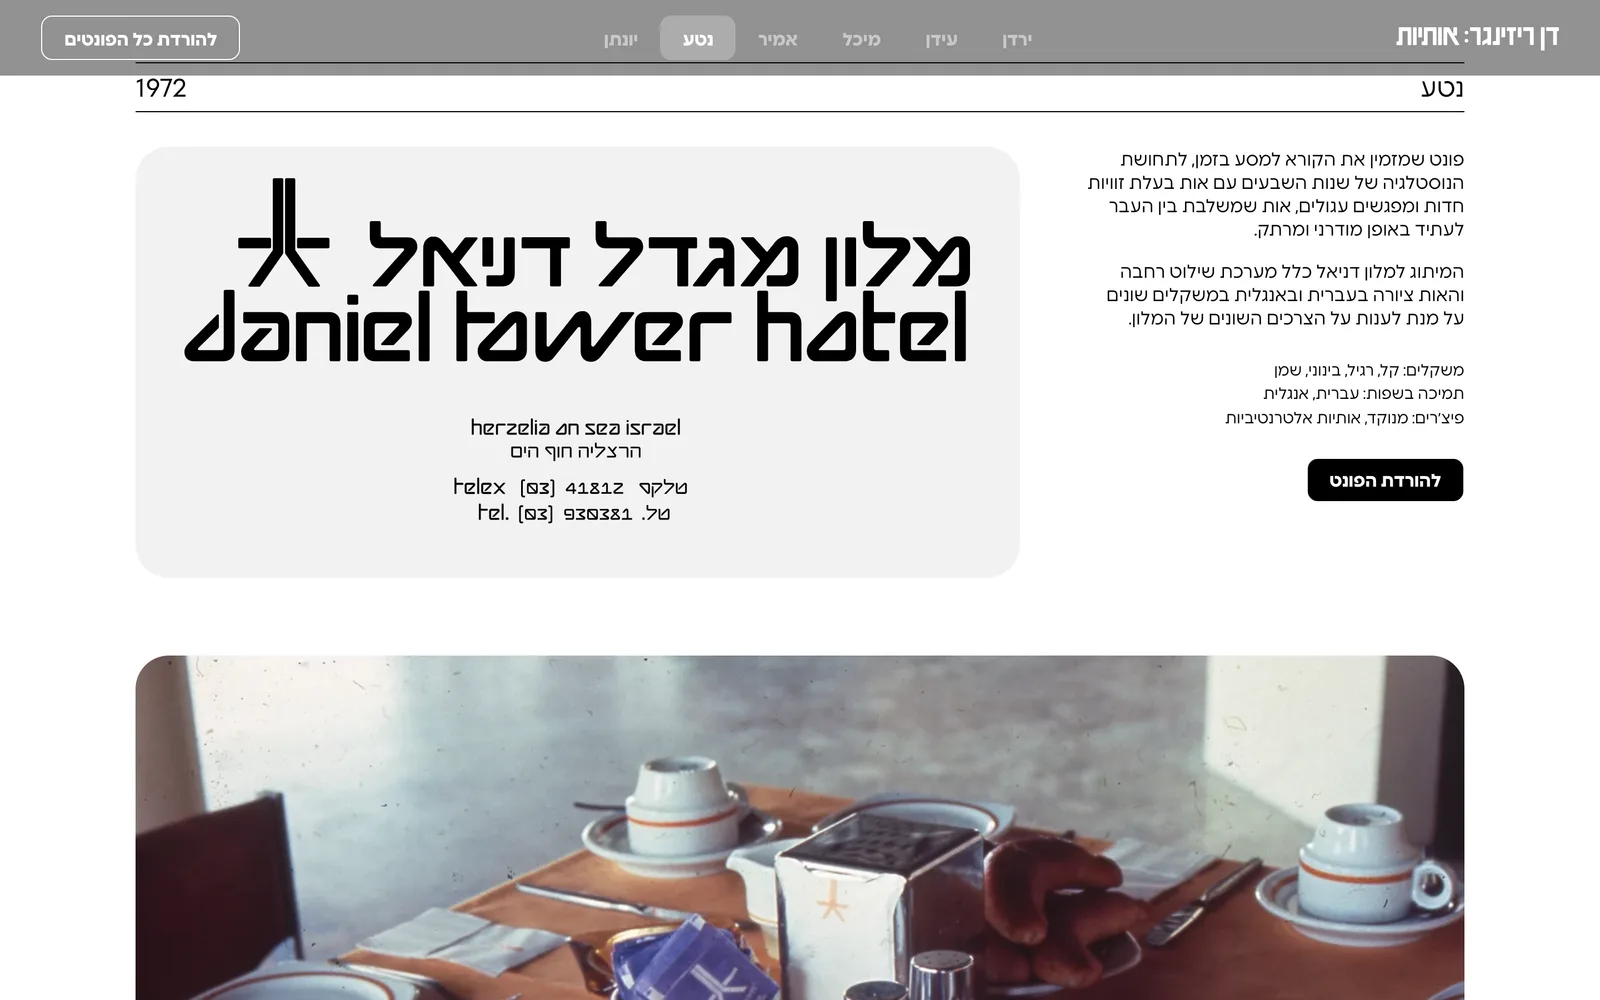 דן ריזינגר: אותיות
ירדן
עידן
מיכל
אמיר
נטע
יונתן
להורדת כל הפונטים
נטע
1972
פונט שמזמין את הקורא למסע בזמן, לתחושת
הנוסטלגיה של שנות השבעים עם אות בעלת זוויות
חדות ומפגשים עגולים, אות שמשלבת בין העבר
לעתיד באופן מודרני ומרתק.
המיתוג למלון דניאל כלל מערכת שילוט רחבה
והאות ציורה בעברית ובאנגלית במשקלים שונים
על מנת לענות על הצרכים השונים של המלון.
משקלים: קל, רגיל, בינוני, שמן
תמיכה בשפות: עברית, אנגלית
פיצ׳רים: מנוקד, אותיות אלטרנטיביות
להורדת הפונט
מלון מגדל דניאל
daniel tower hotel
herzelia on sea israel
הרצליה חוף הים
telex (03) 41812 טלקס
tel. (03) 930381 טל.